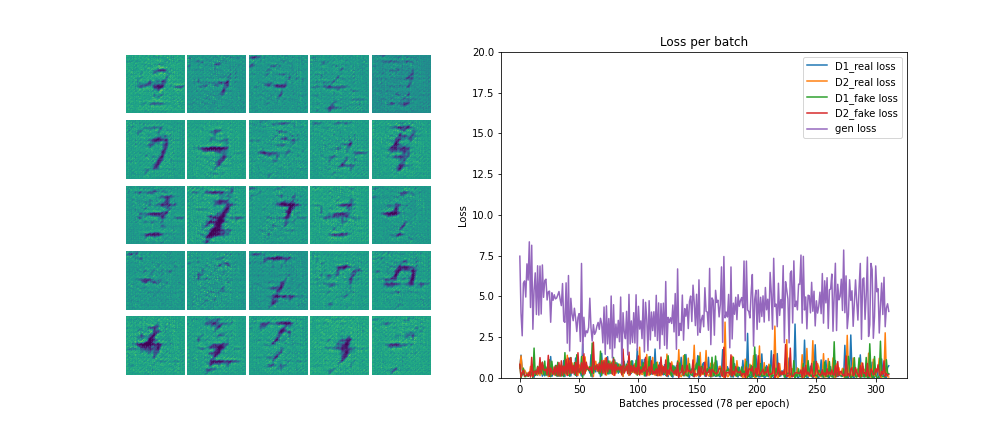 Loss per batch
20.0
17.5
15.0
12.5
10.0
7.5
5.0
2.5
0.0
Loss
D1_real loss
D2_real loss
D1_fake loss
D2_fake loss
gen loss
0 50 100 150 200 250 300
Batches processed (78 per epoch)